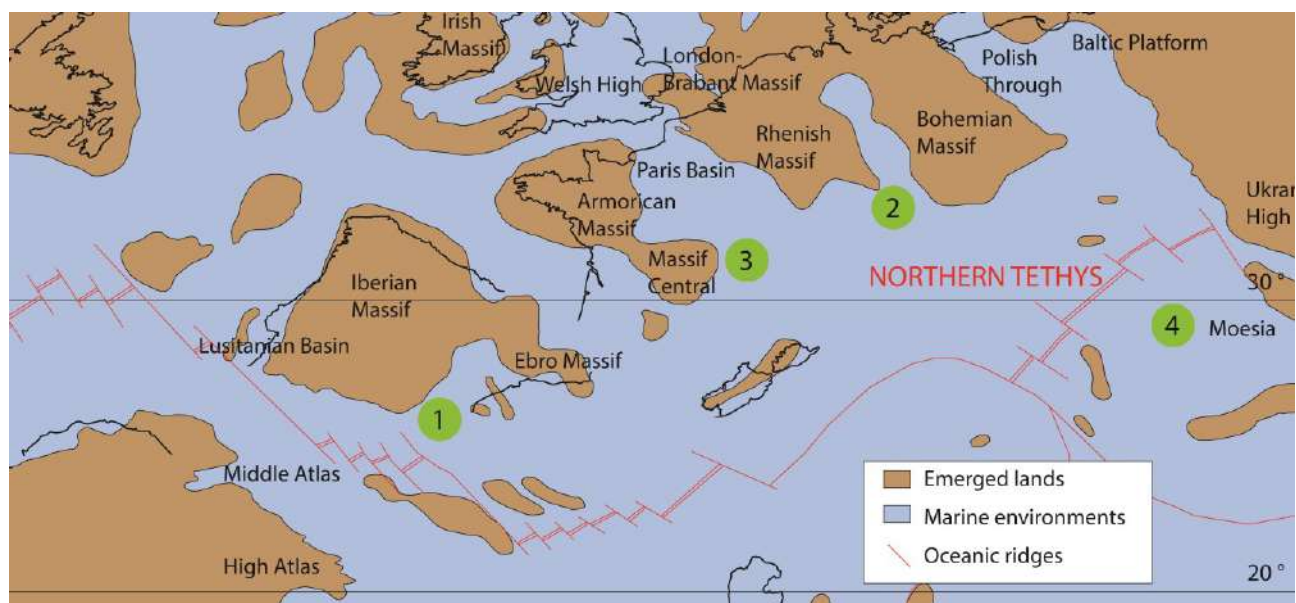 Irish
Massif
Welsh High
London-
Brabant Massif
Polish
Through
Baltic Platform
Rhenish
Massif
Bohemian
Massif
Paris Basin
Armorican
Massif
2
Ukran
High
Massif
Central
3
NORTHERN TETHYS
30 °
Iberian
Massif
4
Moesia
Lusitanian Basin
Ebro Massif
1
Middle Atlas
High Atlas
Emerged lands
Marine environments
Oceanic ridges
20 °